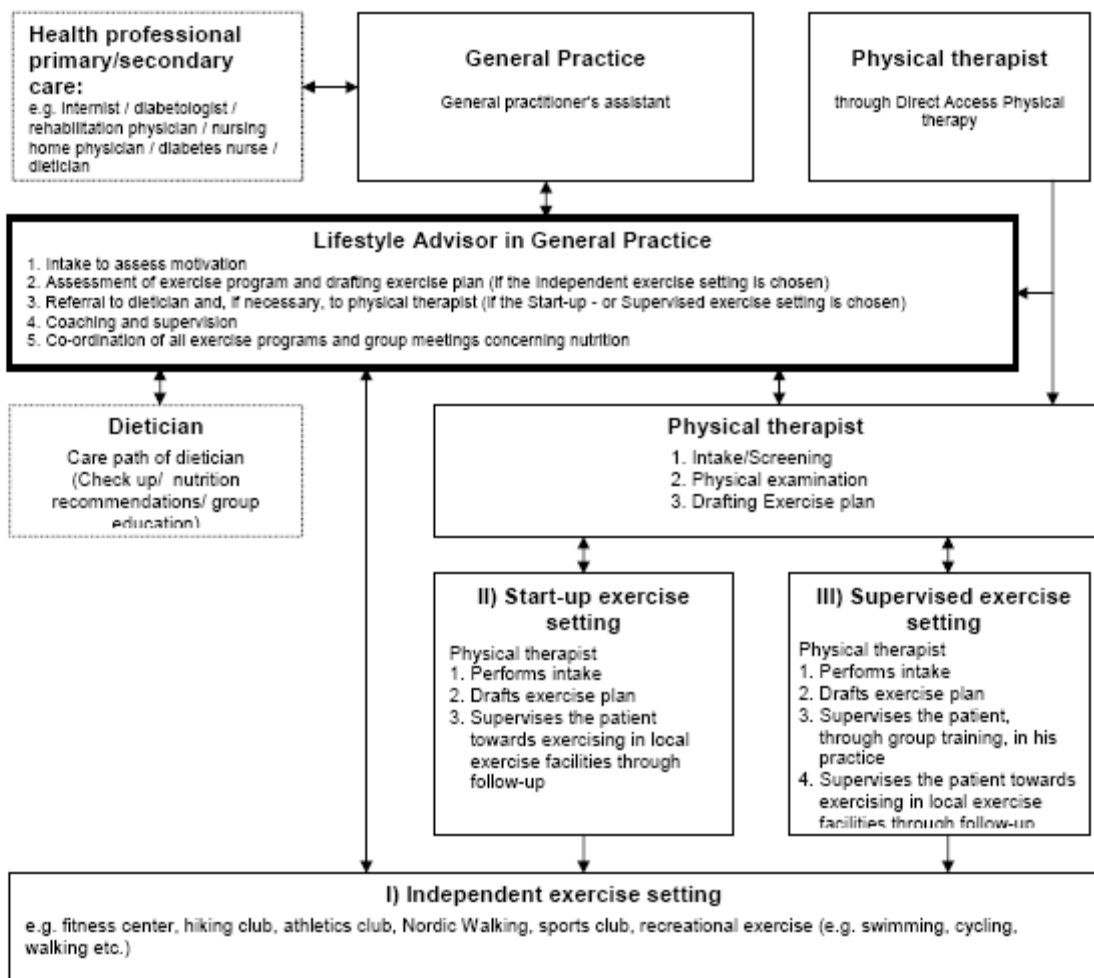 Health professional
primary/secondary
care:
e.g. Internist / diabetologist /
rehabilitation physician / nursing
home physician / diabetes nurse /
dietician
General Practice
General practitioner's assistant
Physical therapist
through Direct Access Physical
therapy
Lifestyle Advisor in General Practice
1. Intake to assess motivation
2. Assessment of exercise program and drafting exercise plan (if the Independent exercise setting is chosen)
3. Referral to dietician and, if necessary, to physical therapist (if the Start-up - or Supervised exercise setting is chosen)
4. Coaching and supervision
5. Co-ordination of all exercise programs and group meetings concerning nutrition
Dietician
Care path of dietician
(Check up/ nutrition
recommendations/ group
education)
Physical therapist
1. Intake/Screening
2. Physical examination
3. Drafting Exercise plan
II) Start-up exercise
setting
Physical therapist
1. Performs intake
2. Drafts exercise plan
3. Supervises the patient
towards exercising in local
exercise facilities through
follow-up
III) Supervised exercise
setting
Physical therapist
1. Performs intake
2. Drafts exercise plan
3. Supervises the patient,
through group training, in his
practice
4. Supervises the patient towards
exercising in local exercise
facilities through follow-up
I) Independent exercise setting
e.g. fitness center, hiking club, athletics club, Nordic Walking, sports club, recreational exercise (e.g. swimming, cycling,
walking etc.)